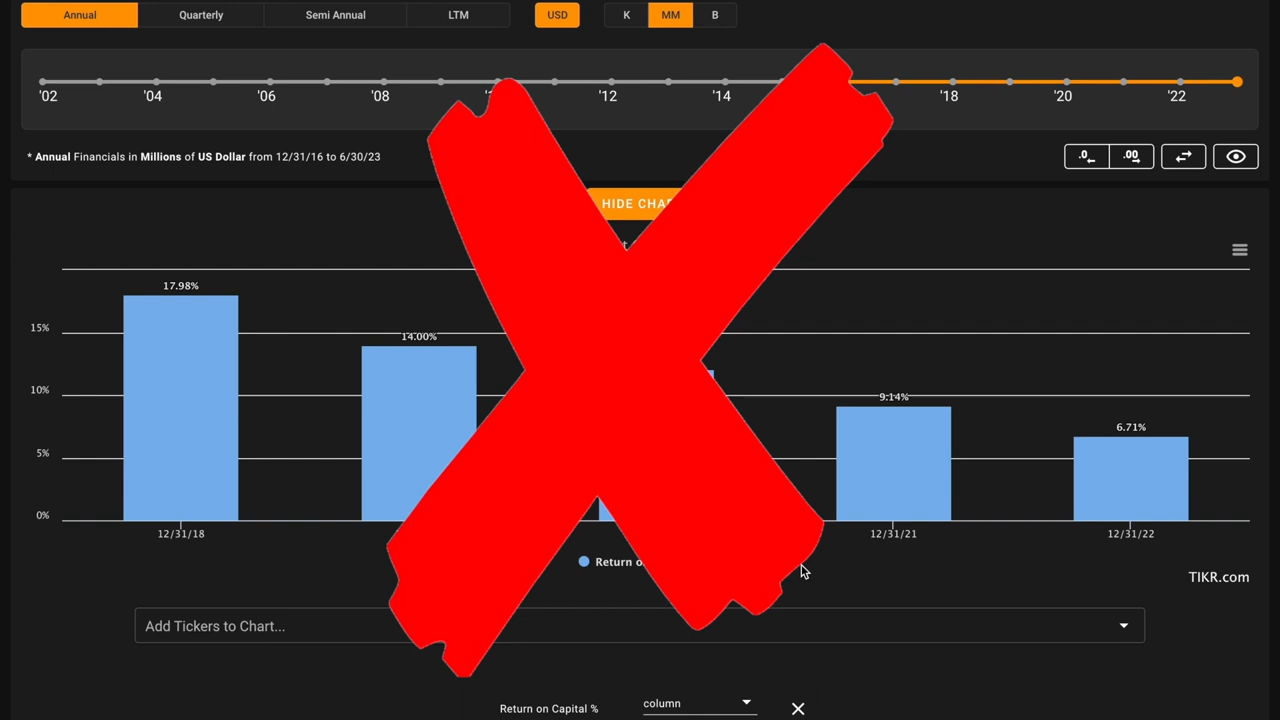 Annual Quarterly Semi Annual LTM USD K MM B
'02 '04 '06 '08 '12 '14 '18 '20 '22
* Annual Financials in Millions of US Dollar from 12/31/16 to 6/30/23
.0 .00
HIDE
17.98%
14.00%
9.14%
6.71%
15%
10%
5%
0%
12/31/18 12/31/21 12/31/22
Return
TIKR.com
Add Tickers to Chart...
Return on Capital % column